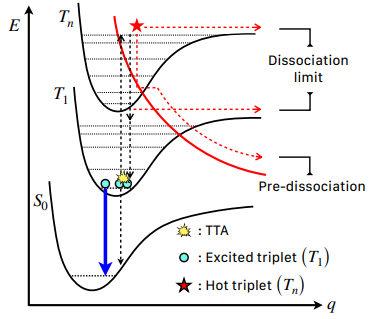 E
T_n
Dissociation
limit
T_1
Pre-dissociation
S_0
: TTA
: Excited triplet (T_1)
: Hot triplet (T_n)
q